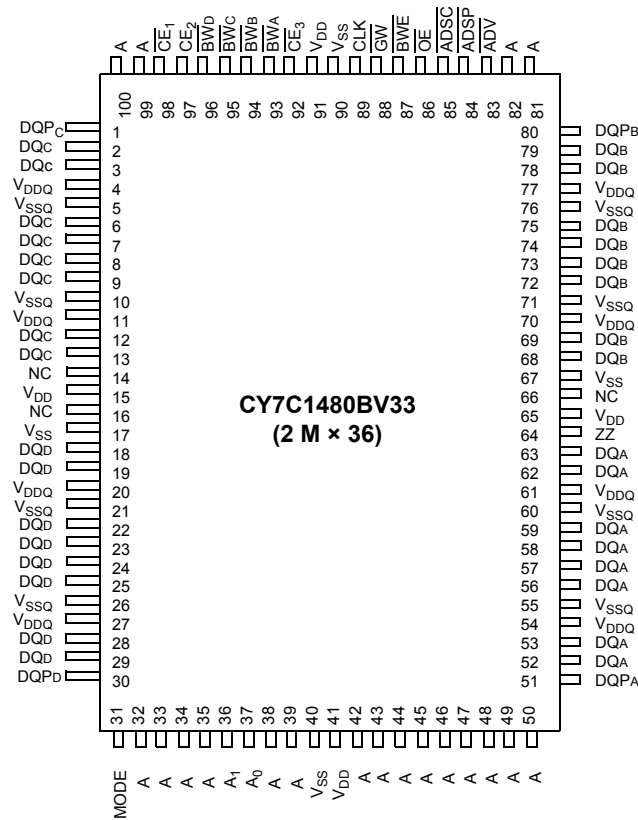 A
A
CE1
CE2
BWD
BWC
BWB
BWA
CE3
VDD
VSS
CLK
GW
BWE
OE
ADSC
ADSP
ADV
A
A
100
99
98
97
96
95
94
93
92
91
90
89
88
87
86
85
84
83
82
81
DQPC 1
DQC 2
DQC 3
VDDQ 4
VSSQ 5
DQC 6
DQC 7
DQC 8
DQC 9
VSSQ 10
VDDQ 11
DQC 12
DQC 13
NC 14
VDD 15
NC 16
VSS 17
DQD 18
DQD 19
VDDQ 20
VSSQ 21
DQD 22
DQD 23
DQD 24
DQD 25
VSSQ 26
VDDQ 27
DQD 28
DQD 29
DQPD 30
CY7C1480BV33
(2 M × 36)
80 DQPB
79 DQB
78 DQB
77 VDDQ
76 VSSQ
75 DQB
74 DQB
73 DQB
72 DQB
71 VSSQ
70 VDDQ
69 DQB
68 DQB
67 VSS
66 NC
65 VDD
64 ZZ
63 DQA
62 DQA
61 VDDQ
60 VSSQ
59 DQA
58 DQA
57 DQA
56 DQA
55 VSSQ
54 VDDQ
53 DQA
52 DQA
51 DQPA
31
32
33
34
35
36
37
38
39
40
41
42
43
44
45
46
47
48
49
50
MODE
A
A
A
A
A1
A0
A
A
VSS
VDD
A
A
A
A
A
A
A
A
A